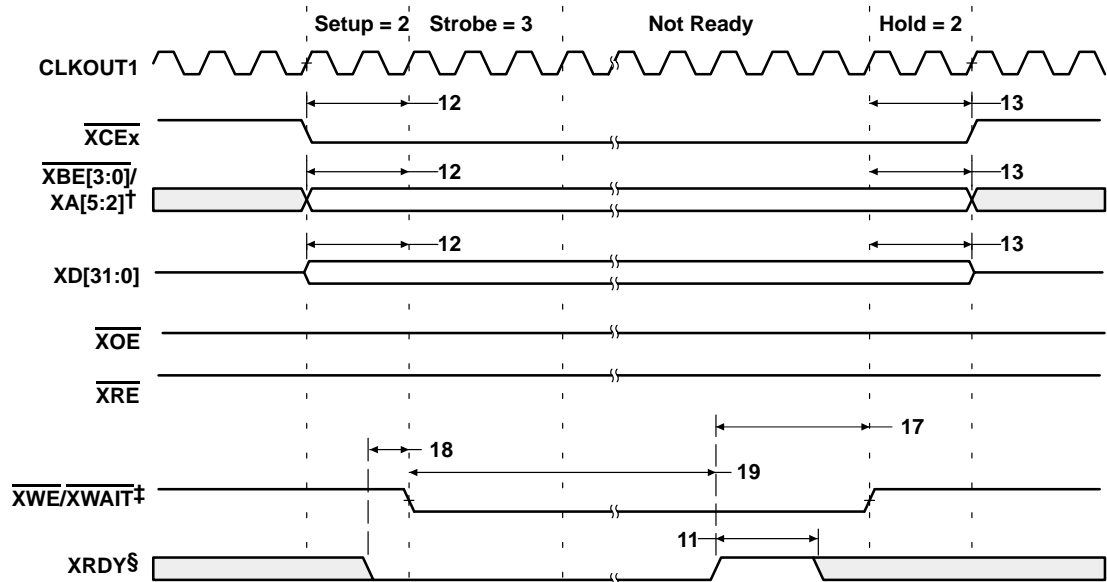 Setup = 2 Strobe = 3 Not Ready Hold = 2
CLKOUT1
12 13
XCEx
XBE[3:0]/
12 13
XA[5:2]†
12 13
XD[31:0]
XOE
XRE
17
18
19
XWE/XWAIT‡
11
XRDY§